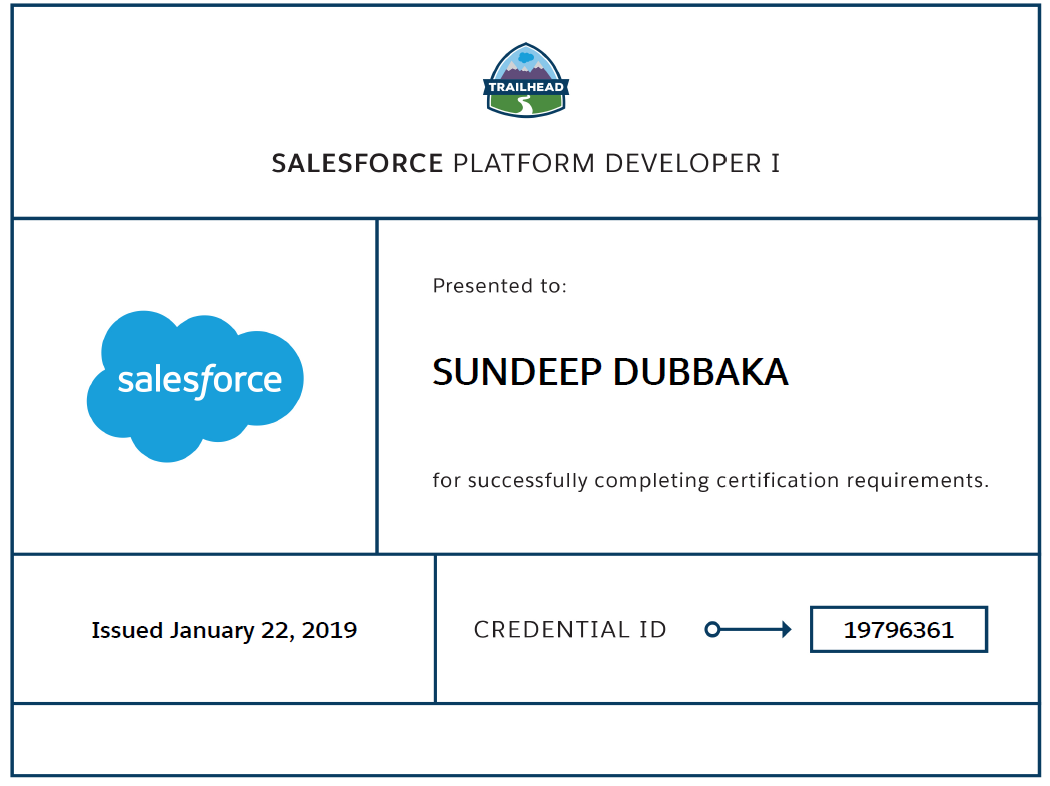 TRAILHEAD
SALESFORCE PLATFORM DEVELOPER I
Presented to:
salesforce
SUNDEEP DUBBAKA
for successfully completing certification requirements.
Issued January 22, 2019
CREDENTIAL ID
19796361